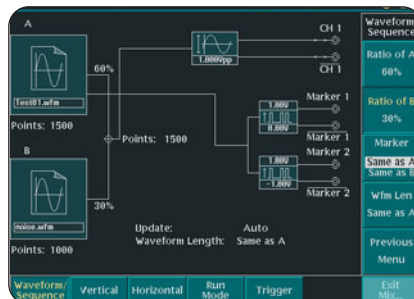 A
Test01.wfm
Points: 1500
60%
B
noise.wfm
30%
Points: 1000
Points: 1500
1.000Vpp
CH 1
CH 1
1.00V
0.00V
Marker 1
Marker 1
1.00V
-1.00V
Marker 2
Marker 2
Update: Auto
Waveform Length: Same as A
Waveform
Sequence
Ratio of A
60%
Ratio of B
30%
Marker
Same as A
Same as B
Wfm Len
Same as A
Previous
Menu
Exit
Mix..
Waveform/
Sequence
Vertical
Horizontal
Run
Mode
Trigger